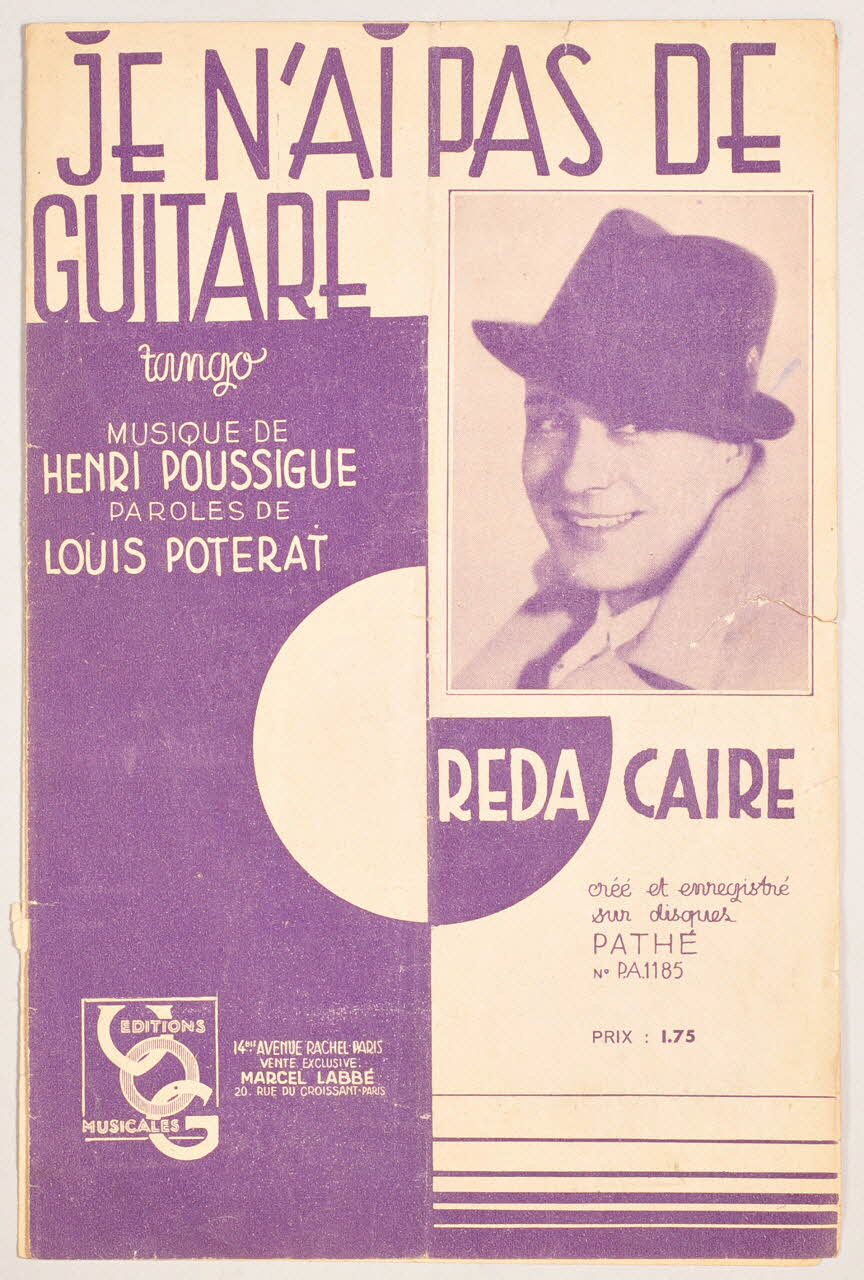 JE N'AI PAS DE
GUITARE
tango
MUSIQUE DE
HENRI POUSSIGUE
PAROLES DE
LOUIS POTERAT
REDA CAIRE
créé et enregistré
sur disques
PATHÉ
N° P.A.1185
PRIX : 1.75
EDITIONS
VOG
MUSICALES
14BIS AVENUE RACHEL-PARIS
VENTE EXCLUSIVE:
MARCEL LABBÉ
20. RUE DU CROISSANT-PARIS